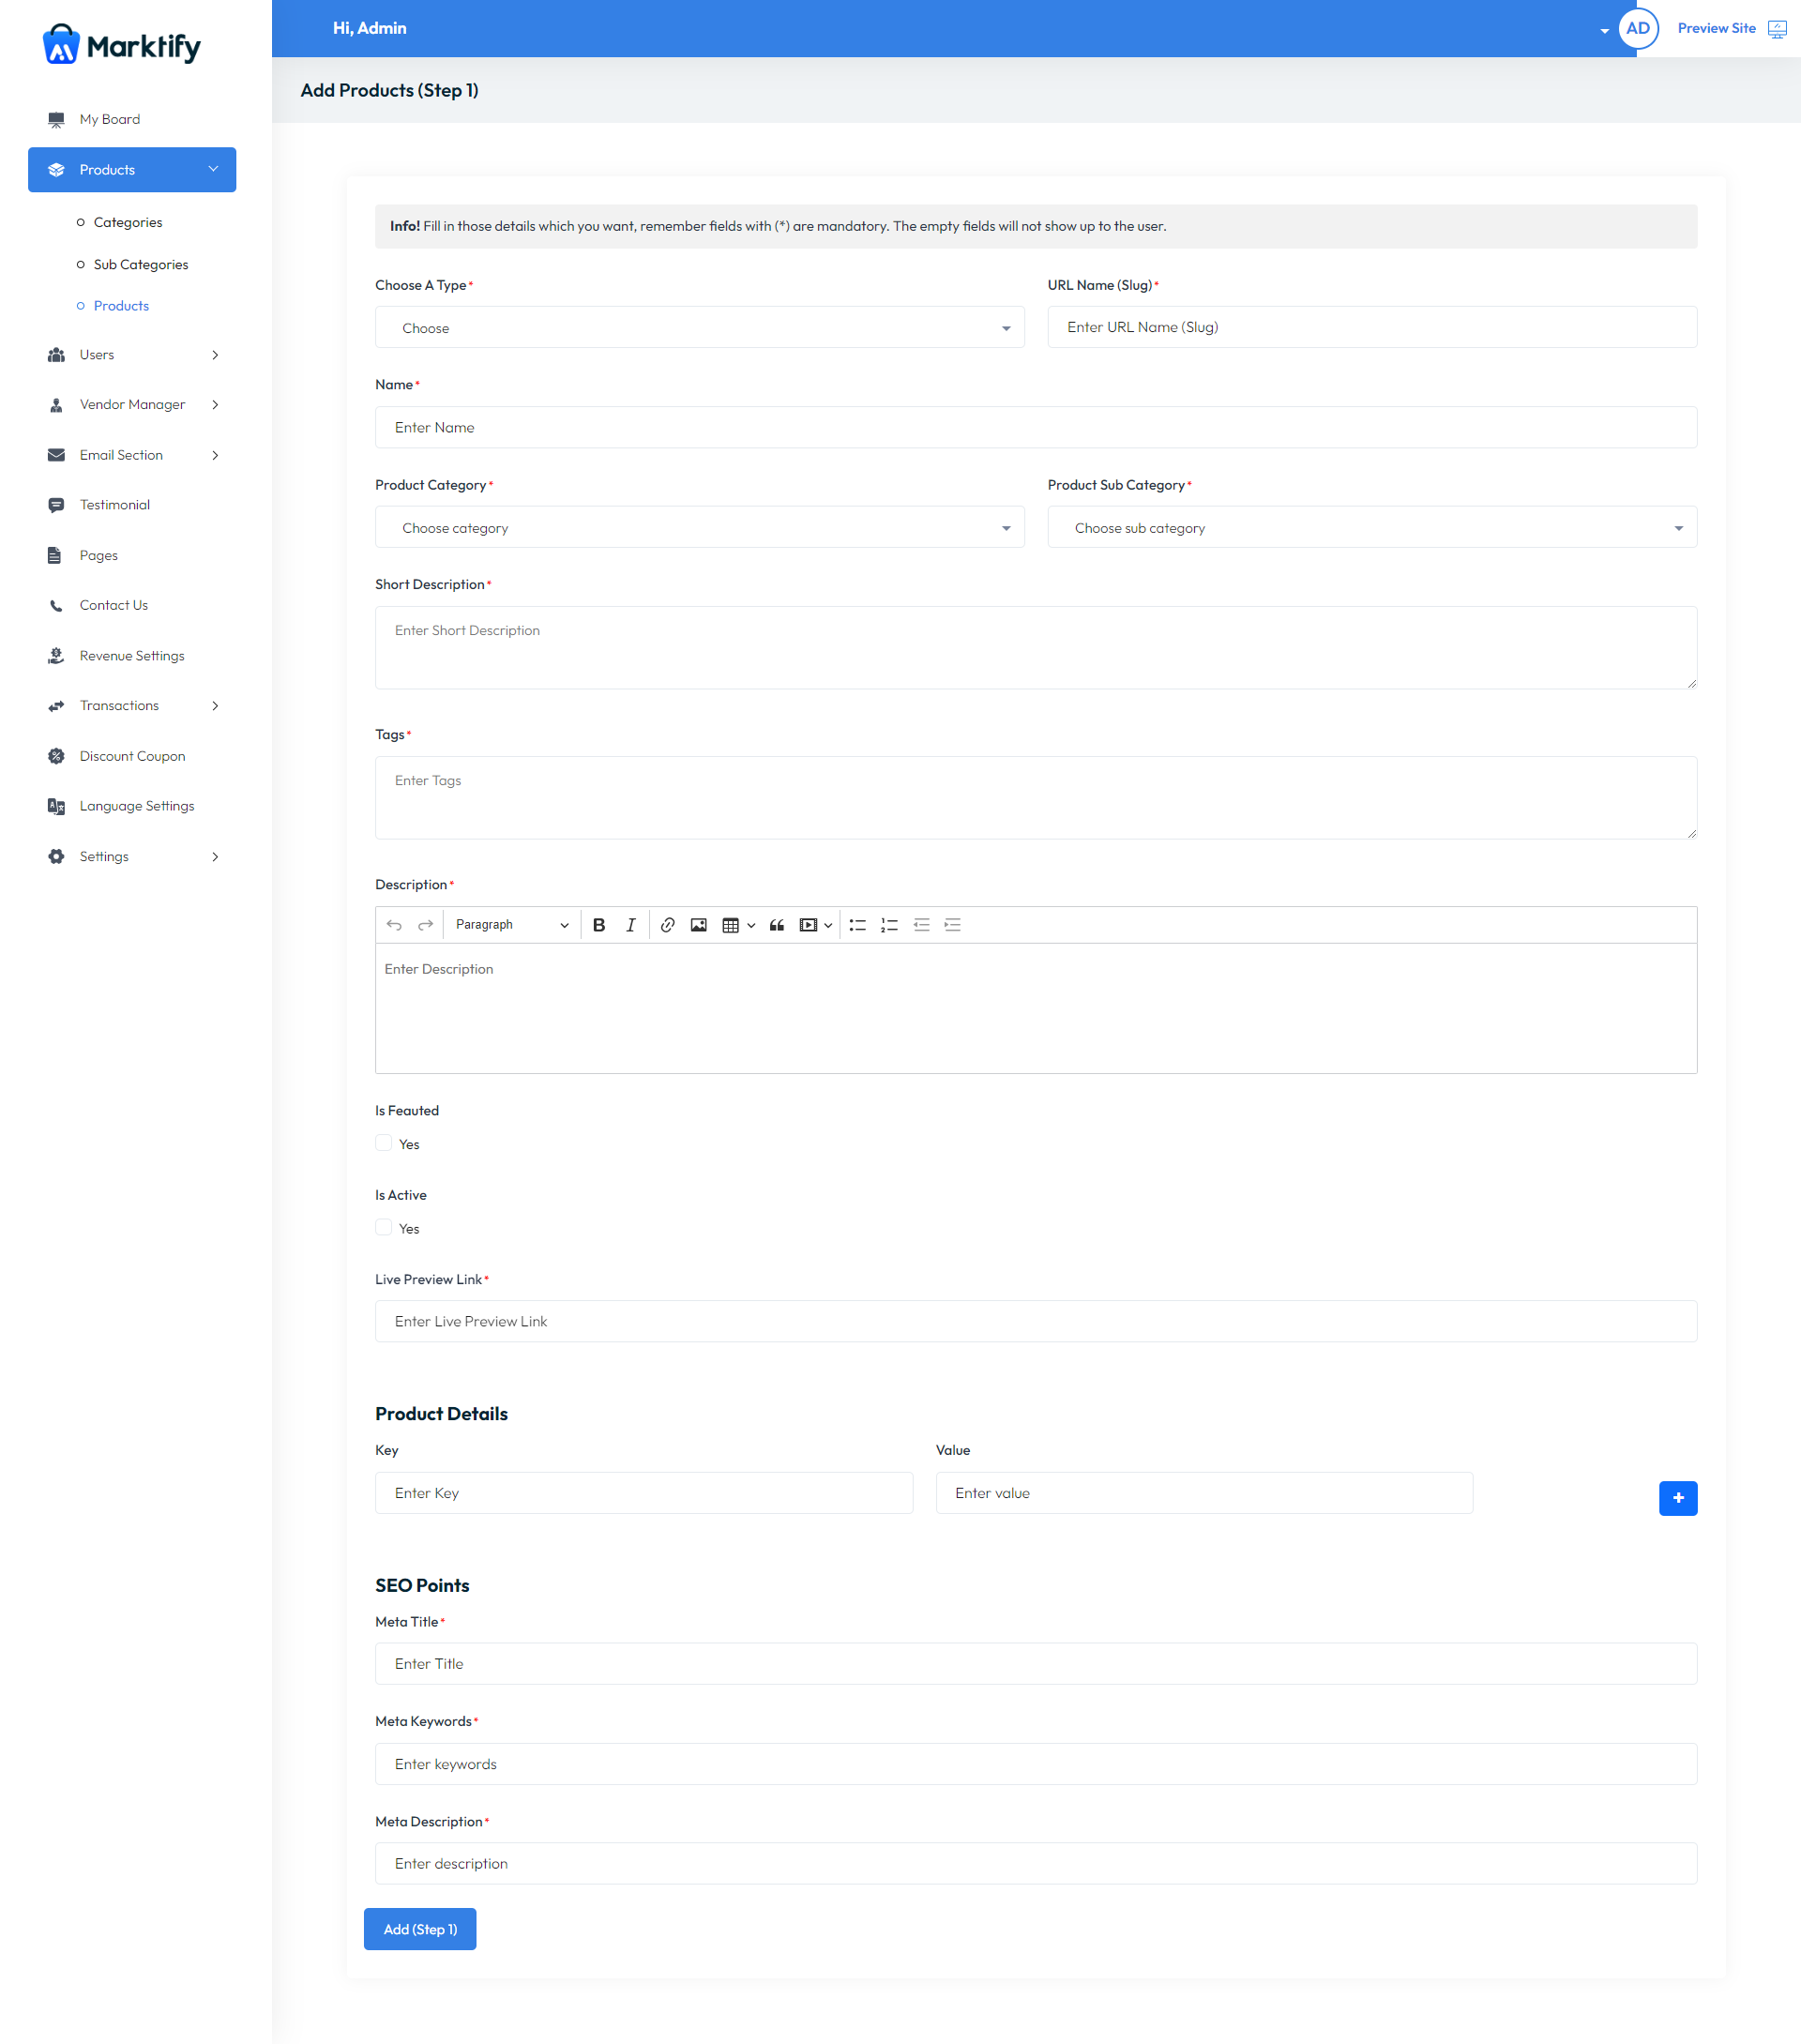 Marktify
Hi, Admin
AD
Preview Site
Add Products (Step 1)
My Board
Products
Categories
Sub Categories
Products
Users
Vendor Manager
Email Section
Testimonial
Pages
Contact Us
Revenue Settings
Transactions
Discount Coupon
Language Settings
Settings
Info! Fill in those details which you want, remember fields with (*) are mandatory. The empty fields will not show up to the user.
Choose A Type*
URL Name (Slug)*
Choose
Enter URL Name (Slug)
Name*
Enter Name
Product Category*
Product Sub Category*
Choose category
Choose sub category
Short Description*
Enter Short Description
Tags*
Enter Tags
Description*
Paragraph
Enter Description
Is Feauted
Yes
Is Active
Yes
Live Preview Link*
Enter Live Preview Link
Product Details
Key
Value
Enter Key
Enter value
+
SEO Points
Meta Title*
Enter Title
Meta Keywords*
Enter keywords
Meta Description*
Enter description
Add (Step 1)